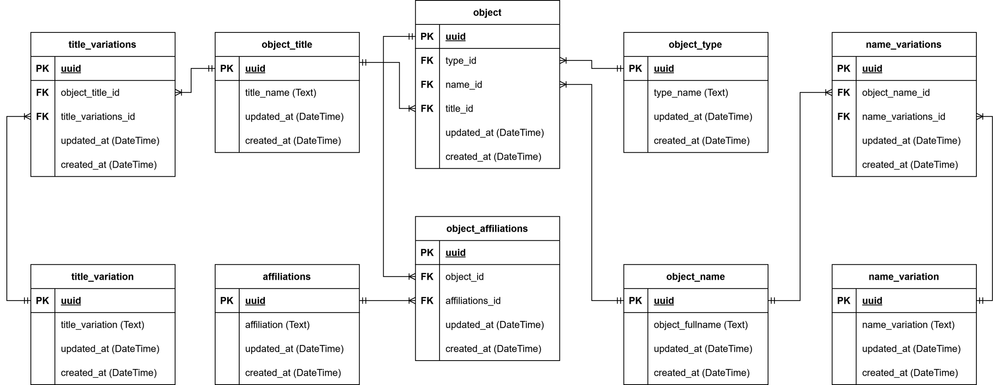 object
PK uuid
FK type_id
FK name_id
FK title_id
updated_at (DateTime)
created_at (DateTime)
title_variations
PK uuid
FK object_title_id
FK title_variations_id
updated_at (DateTime)
created_at (DateTime)
object_title
PK uuid
title_name (Text)
updated_at (DateTime)
created_at (DateTime)
object_type
PK uuid
type_name (Text)
updated_at (DateTime)
created_at (DateTime)
name_variations
PK uuid
FK object_name_id
FK name_variations_id
updated_at (DateTime)
created_at (DateTime)
object_affiliations
PK uuid
FK object_id
FK affiliations_id
updated_at (DateTime)
created_at (DateTime)
title_variation
PK uuid
title_variation (Text)
updated_at (DateTime)
created_at (DateTime)
affiliations
PK uuid
affiliation (Text)
updated_at (DateTime)
created_at (DateTime)
object_name
PK uuid
object_fullname (Text)
updated_at (DateTime)
created_at (DateTime)
name_variation
PK uuid
name_variation (Text)
updated_at (DateTime)
created_at (DateTime)